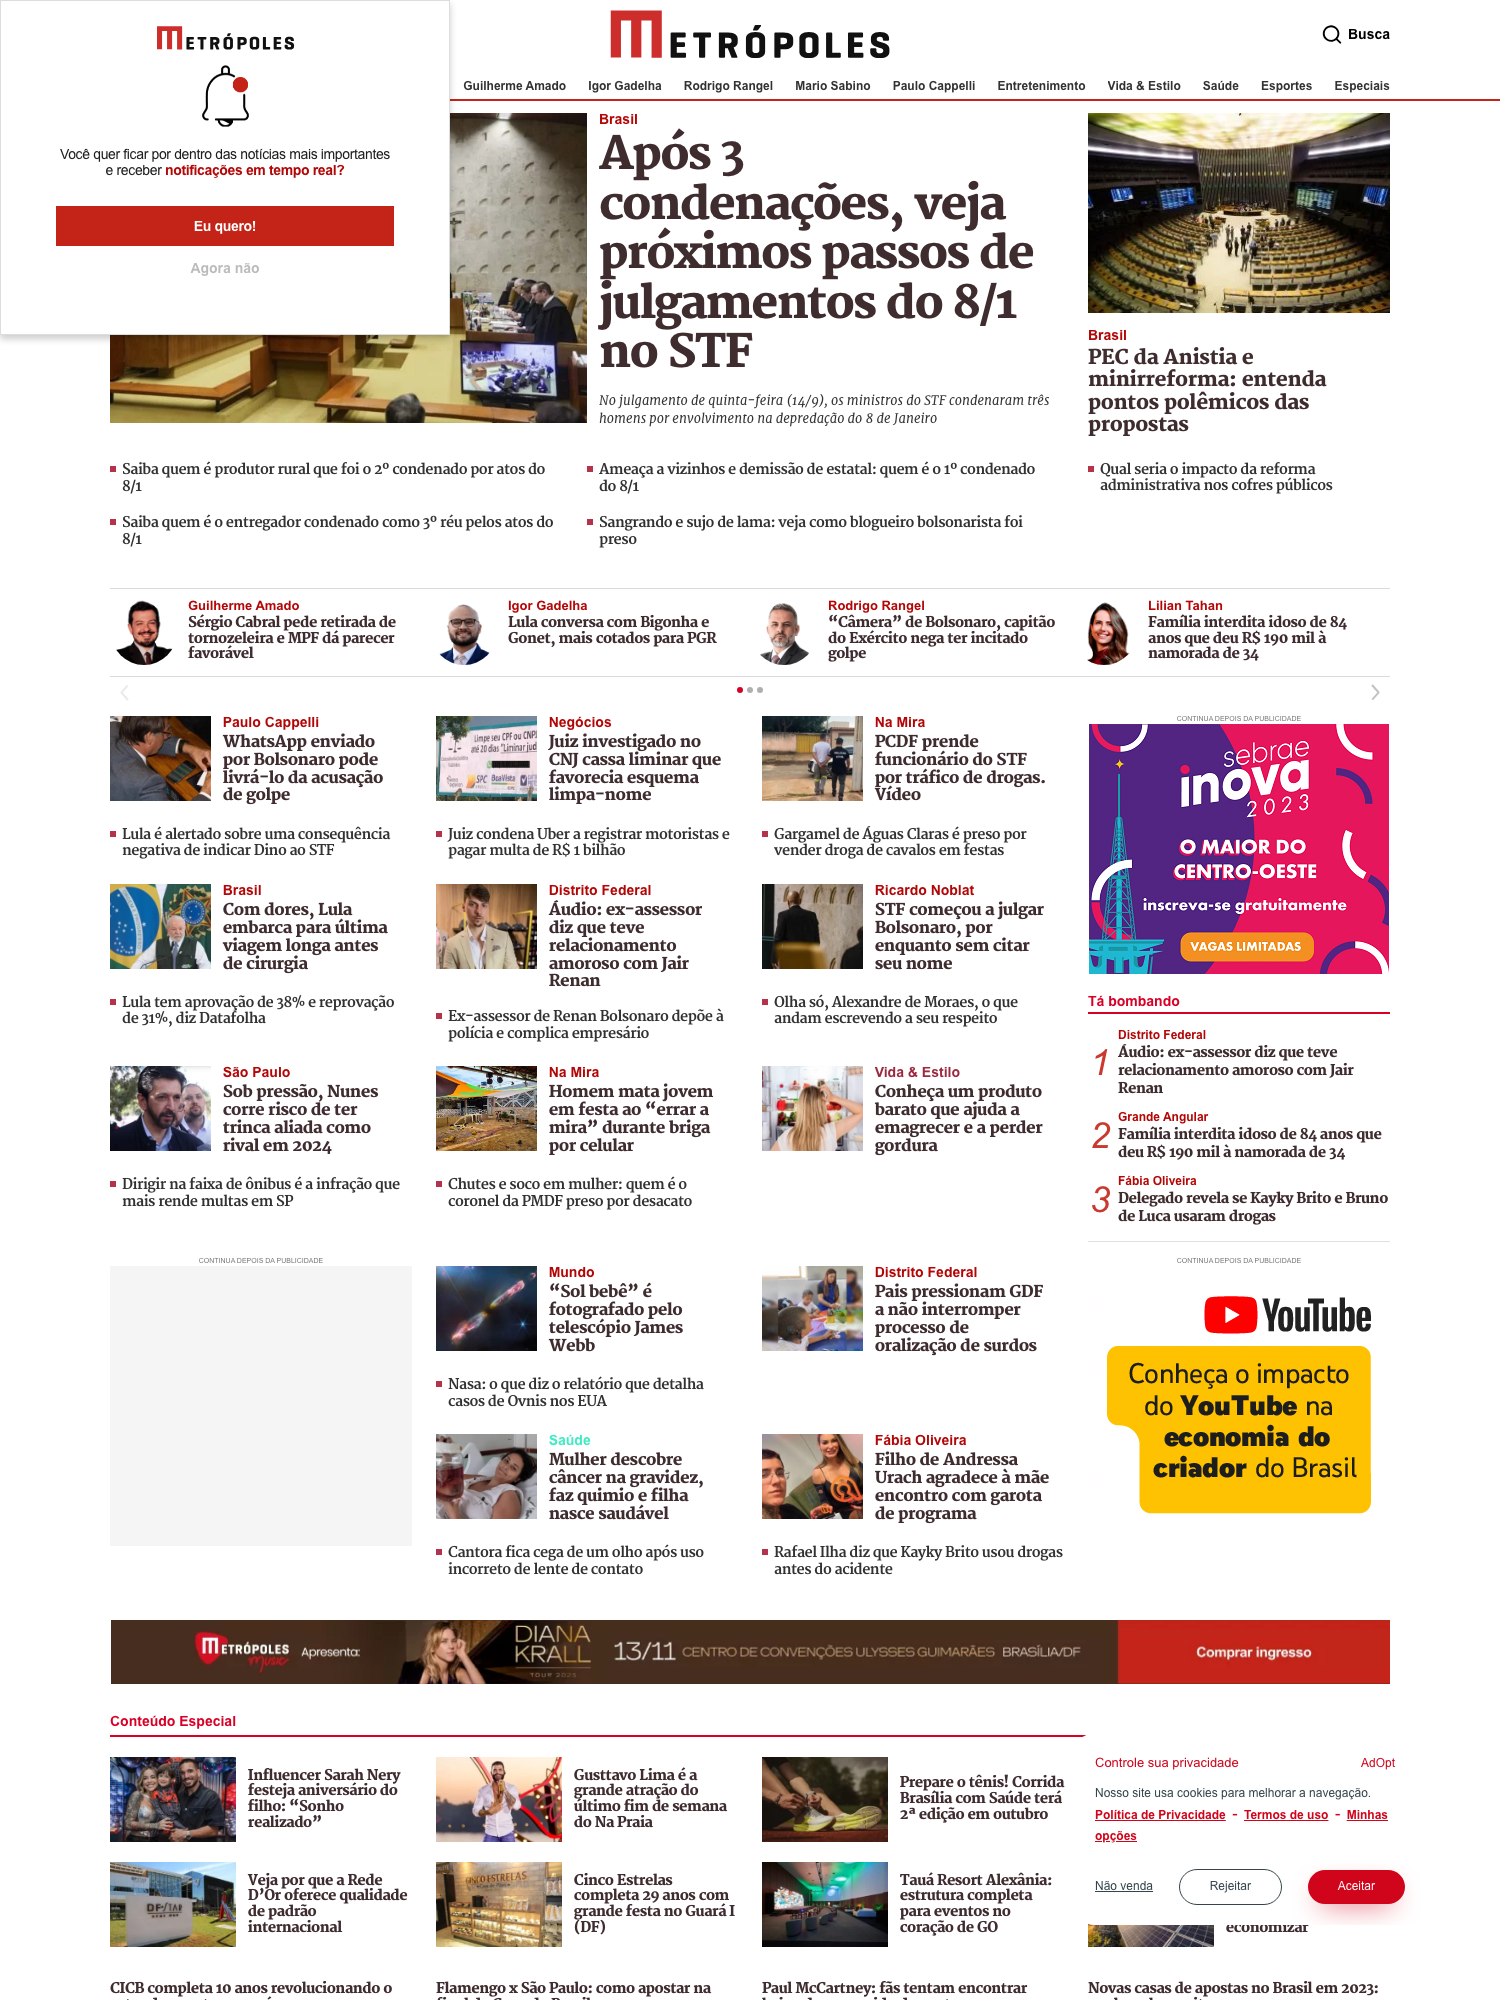 METRÓPOLES
Você quer ficar por dentro das notícias mais importantes
e receber notificações em tempo real?
Eu quero!
Agora não
METRÓPOLES
Busca
Guilherme Amado
Igor Gadelha
Rodrigo Rangel
Mario Sabino
Paulo Cappelli
Entretenimento
Vida & Estilo
Saúde
Esportes
Especiais
Brasil
Após 3
condenações, veja
próximos passos de
julgamentos do 8/1
no STF
No julgamento de quinta-feira (14/9), os ministros do STF condenaram três
homens por envolvimento na depredação do 8 de Janeiro
Brasil
PEC da Anistia e
minirreforma: entenda
pontos polêmicos das
propostas
Saiba quem é produtor rural que foi o 2º condenado por atos do
8/1
Ameaça a vizinhos e demissão de estatal: quem é o 1º condenado
do 8/1
Qual seria o impacto da reforma
administrativa nos cofres públicos
Saiba quem é o entregador condenado como 3º réu pelos atos do
8/1
Sangrando e sujo de lama: veja como blogueiro bolsonarista foi
preso
Guilherme Amado
Sérgio Cabral pede retirada de
tornozeleira e MPF dá parecer
favorável
Igor Gadelha
Lula conversa com Bigonha e
Gonet, mais cotados para PGR
Rodrigo Rangel
“Câmera” de Bolsonaro, capitão
do Exército nega ter incitado
golpe
Lilian Tahan
Família interdita idoso de 84
anos que deu R$ 190 mil à
namorada de 34
Paulo Cappelli
WhatsApp enviado
por Bolsonaro pode
livrá-lo da acusação
de golpe
Lula é alertado sobre uma consequência
negativa de indicar Dino ao STF
Limpe seu CPF ou CNPJ
até 20 dias "Liminar jud
SPC
Boa Vista
Negócios
Juiz investigado no
CNJ cassa liminar que
favorecia esquema
limpa-nome
Juiz condena Uber a registrar motoristas e
pagar multa de R$ 1 bilhão
Na Mira
PCDF prende
funcionário do STF
por tráfico de drogas.
Vídeo
Gargamel de Águas Claras é preso por
vender droga de cavalos em festas
CONTINUA DEPOIS DA PUBLICIDADE
sebrae
inova
2023
O MAIOR DO
CENTRO-OESTE
inscreva-se gratuitamente
VAGAS LIMITADAS
Brasil
Com dores, Lula
embarca para última
viagem longa antes
de cirurgia
Lula tem aprovação de 38% e reprovação
de 31%, diz Datafolha
Distrito Federal
Áudio: ex-assessor
diz que teve
relacionamento
amoroso com Jair
Renan
Ex-assessor de Renan Bolsonaro depõe à
polícia e complica empresário
Ricardo Noblat
STF começou a julgar
Bolsonaro, por
enquanto sem citar
seu nome
Olha só, Alexandre de Moraes, o que
andam escrevendo a seu respeito
Tá bombando
1
Distrito Federal
Áudio: ex-assessor diz que teve
relacionamento amoroso com Jair
Renan
2
Grande Angular
Família interdita idoso de 84 anos que
deu R$ 190 mil à namorada de 34
3
Fábia Oliveira
Delegado revela se Kayky Brito e Bruno
de Luca usaram drogas
São Paulo
Sob pressão, Nunes
corre risco de ter
trinca aliada como
rival em 2024
Dirigir na faixa de ônibus é a infração que
mais rende multas em SP
Na Mira
Homem mata jovem
em festa ao “errar a
mira” durante briga
por celular
Chutes e soco em mulher: quem é o
coronel da PMDF preso por desacato
Vida & Estilo
Conheça um produto
barato que ajuda a
emagrecer e a perder
gordura
CONTINUA DEPOIS DA PUBLICIDADE
Mundo
“Sol bebê” é
fotografado pelo
telescópio James
Webb
Nasa: o que diz o relatório que detalha
casos de Ovnis nos EUA
Distrito Federal
Pais pressionam GDF
a não interromper
processo de
oralização de surdos
CONTINUA DEPOIS DA PUBLICIDADE
YouTube
Conheça o impacto
do YouTube na
economia do
criador do Brasil
Saúde
Mulher descobre
câncer na gravidez,
faz quimio e filha
nasce saudável
Cantora fica cega de um olho após uso
incorreto de lente de contato
Fábia Oliveira
Filho de Andressa
Urach agradece à mãe
encontro com garota
de programa
Rafael Ilha diz que Kayky Brito usou drogas
antes do acidente
METRÓPOLES
music
Apresenta:
DIANA
KRALL
TOUR 2023
13/11 CENTRO DE CONVENÇÕES ULYSSES GUIMARÃES BRASÍLIA/DF
Comprar ingresso
Conteúdo Especial
Influencer Sarah Nery
festeja aniversário do
filho: “Sonho
realizado”
Gusttavo Lima é a
grande atração do
último fim de semana
do Na Praia
Prepare o tênis! Corrida
Brasília com Saúde terá
2ª edição em outubro
Controle sua privacidade
AdOpt
Nosso site usa cookies para melhorar a navegação.
Política de Privacidade - Termos de uso - Minhas
opções
Não venda
Rejeitar
Aceitar
Veja por que a Rede
D’Or oferece qualidade
de padrão
internacional
CINCO ESTRELAS
Cinco Estrelas
completa 29 anos com
grande festa no Guará I
(DF)
Tauá Resort Alexânia:
estrutura completa
para eventos no
coração de GO
economizar
CICB completa 10 anos revolucionando o
Flamengo x São Paulo: como apostar na
Paul McCartney: fãs tentam encontrar
Novas casas de apostas no Brasil em 2023: